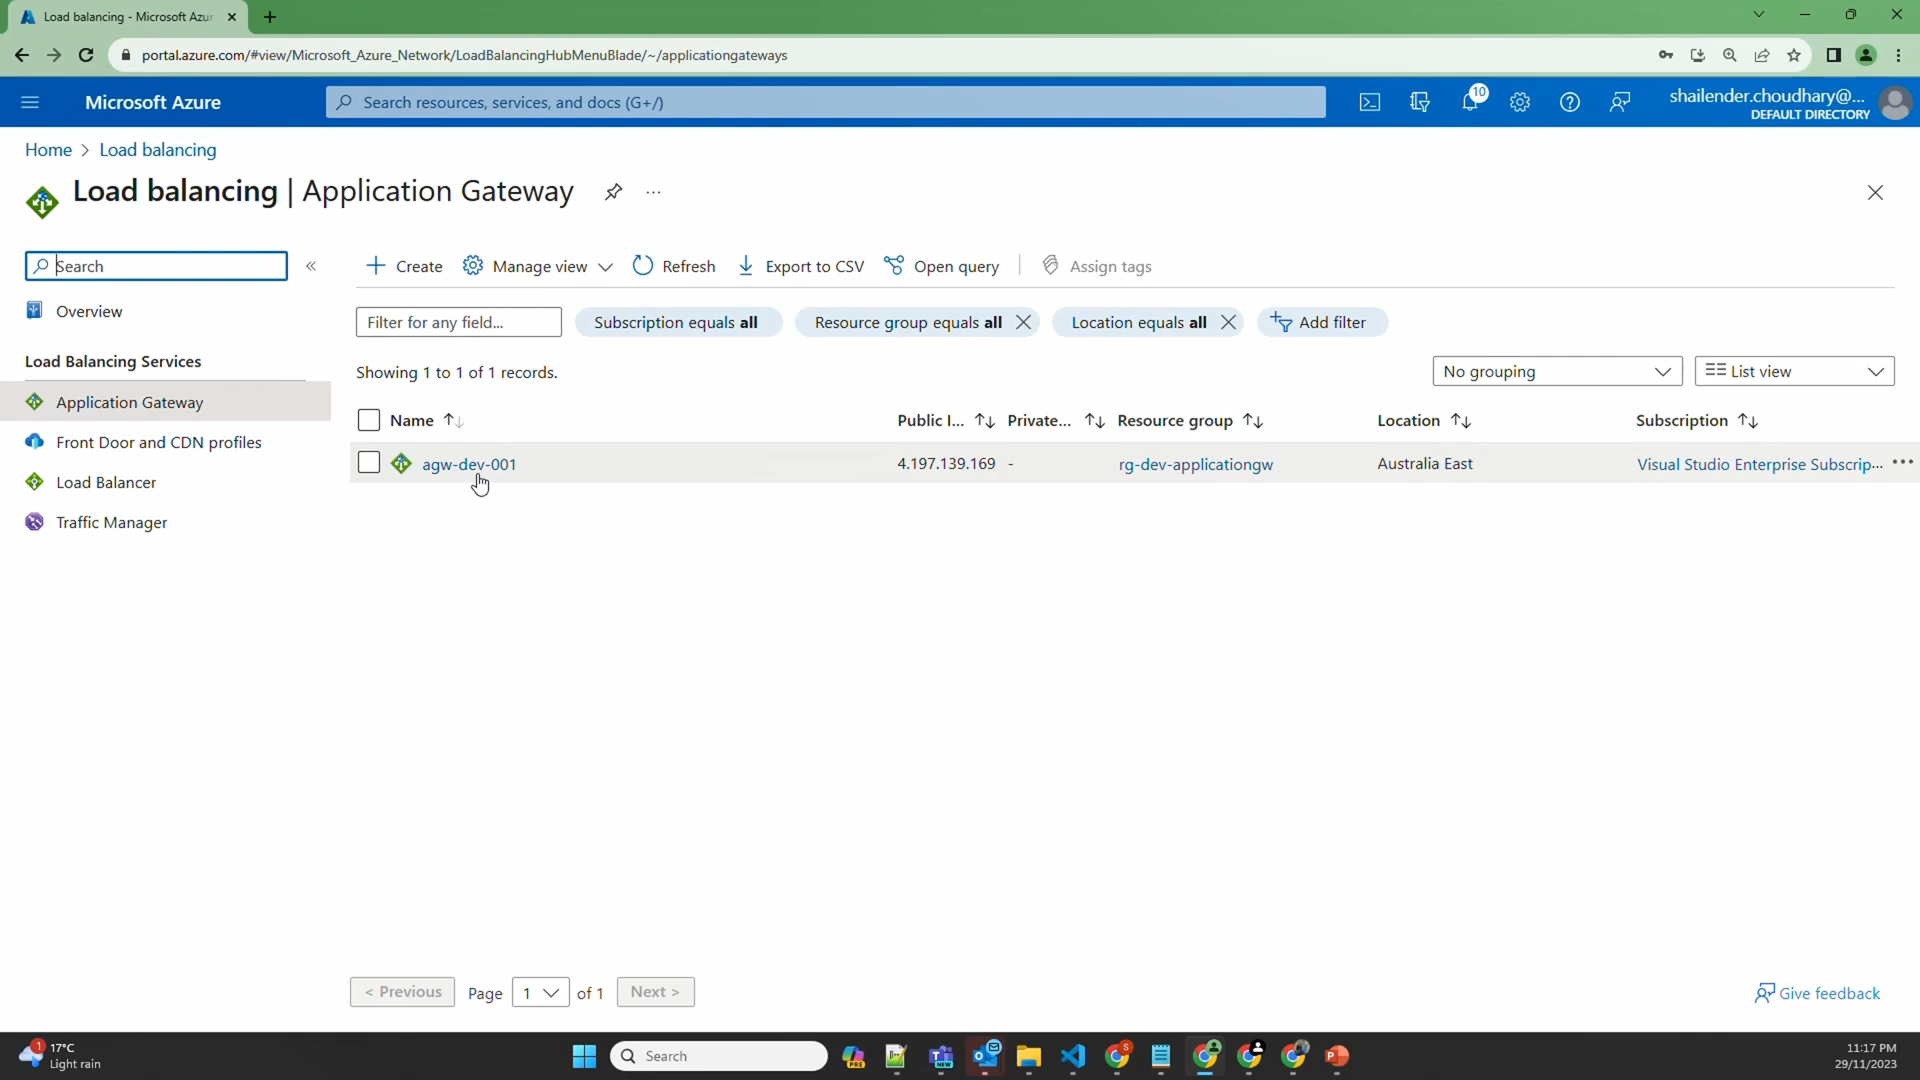 Load balancing - Microsoft Azur
portal.azure.com/#view/Microsoft_Azure_Network/LoadBalancingHubMenuBlade/~/applicationgateways
Microsoft Azure
Search resources, services, and docs (G+/)
10
shailender.choudhary@...
DEFAULT DIRECTORY
Home > Load balancing
Load balancing | Application Gateway
...
Search
«
Create
Manage view
Refresh
Export to CSV
Open query
Assign tags
Overview
Filter for any field...
Subscription equals all
Resource group equals all
Location equals all
Add filter
Load Balancing Services
Showing 1 to 1 of 1 records.
No grouping
List view
Application Gateway
Front Door and CDN profiles
Load Balancer
Traffic Manager
Name
Public I...
Private...
Resource group
Location
Subscription
agw-dev-001
4.197.139.169
-
rg-dev-applicationgw
Australia East
Visual Studio Enterprise Subscrip...
...
< Previous
Page
1
of 1
Next >
Give feedback
1
17°C
Light rain
Search
PRE
NEW
S
11:17 PM
29/11/2023